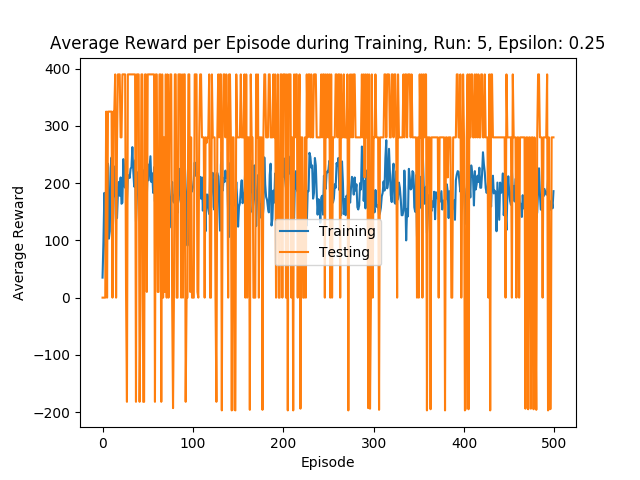 Average Reward per Episode during Training, Run: 5, Epsilon: 0.25
400
300
200
100
0
−100
−200
Average Reward
Training
Testing
0
100
200
300
400
500
Episode